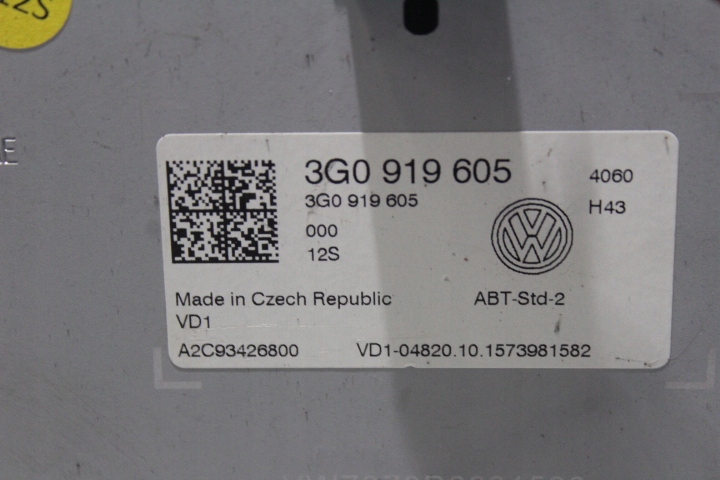 12S
3G0 919 605
4060
3G0 919 605
H43
000
12S
Made in Czech Republic
ABT-Std-2
VD1
A2C93426800
VD1-04820.10.1573981582